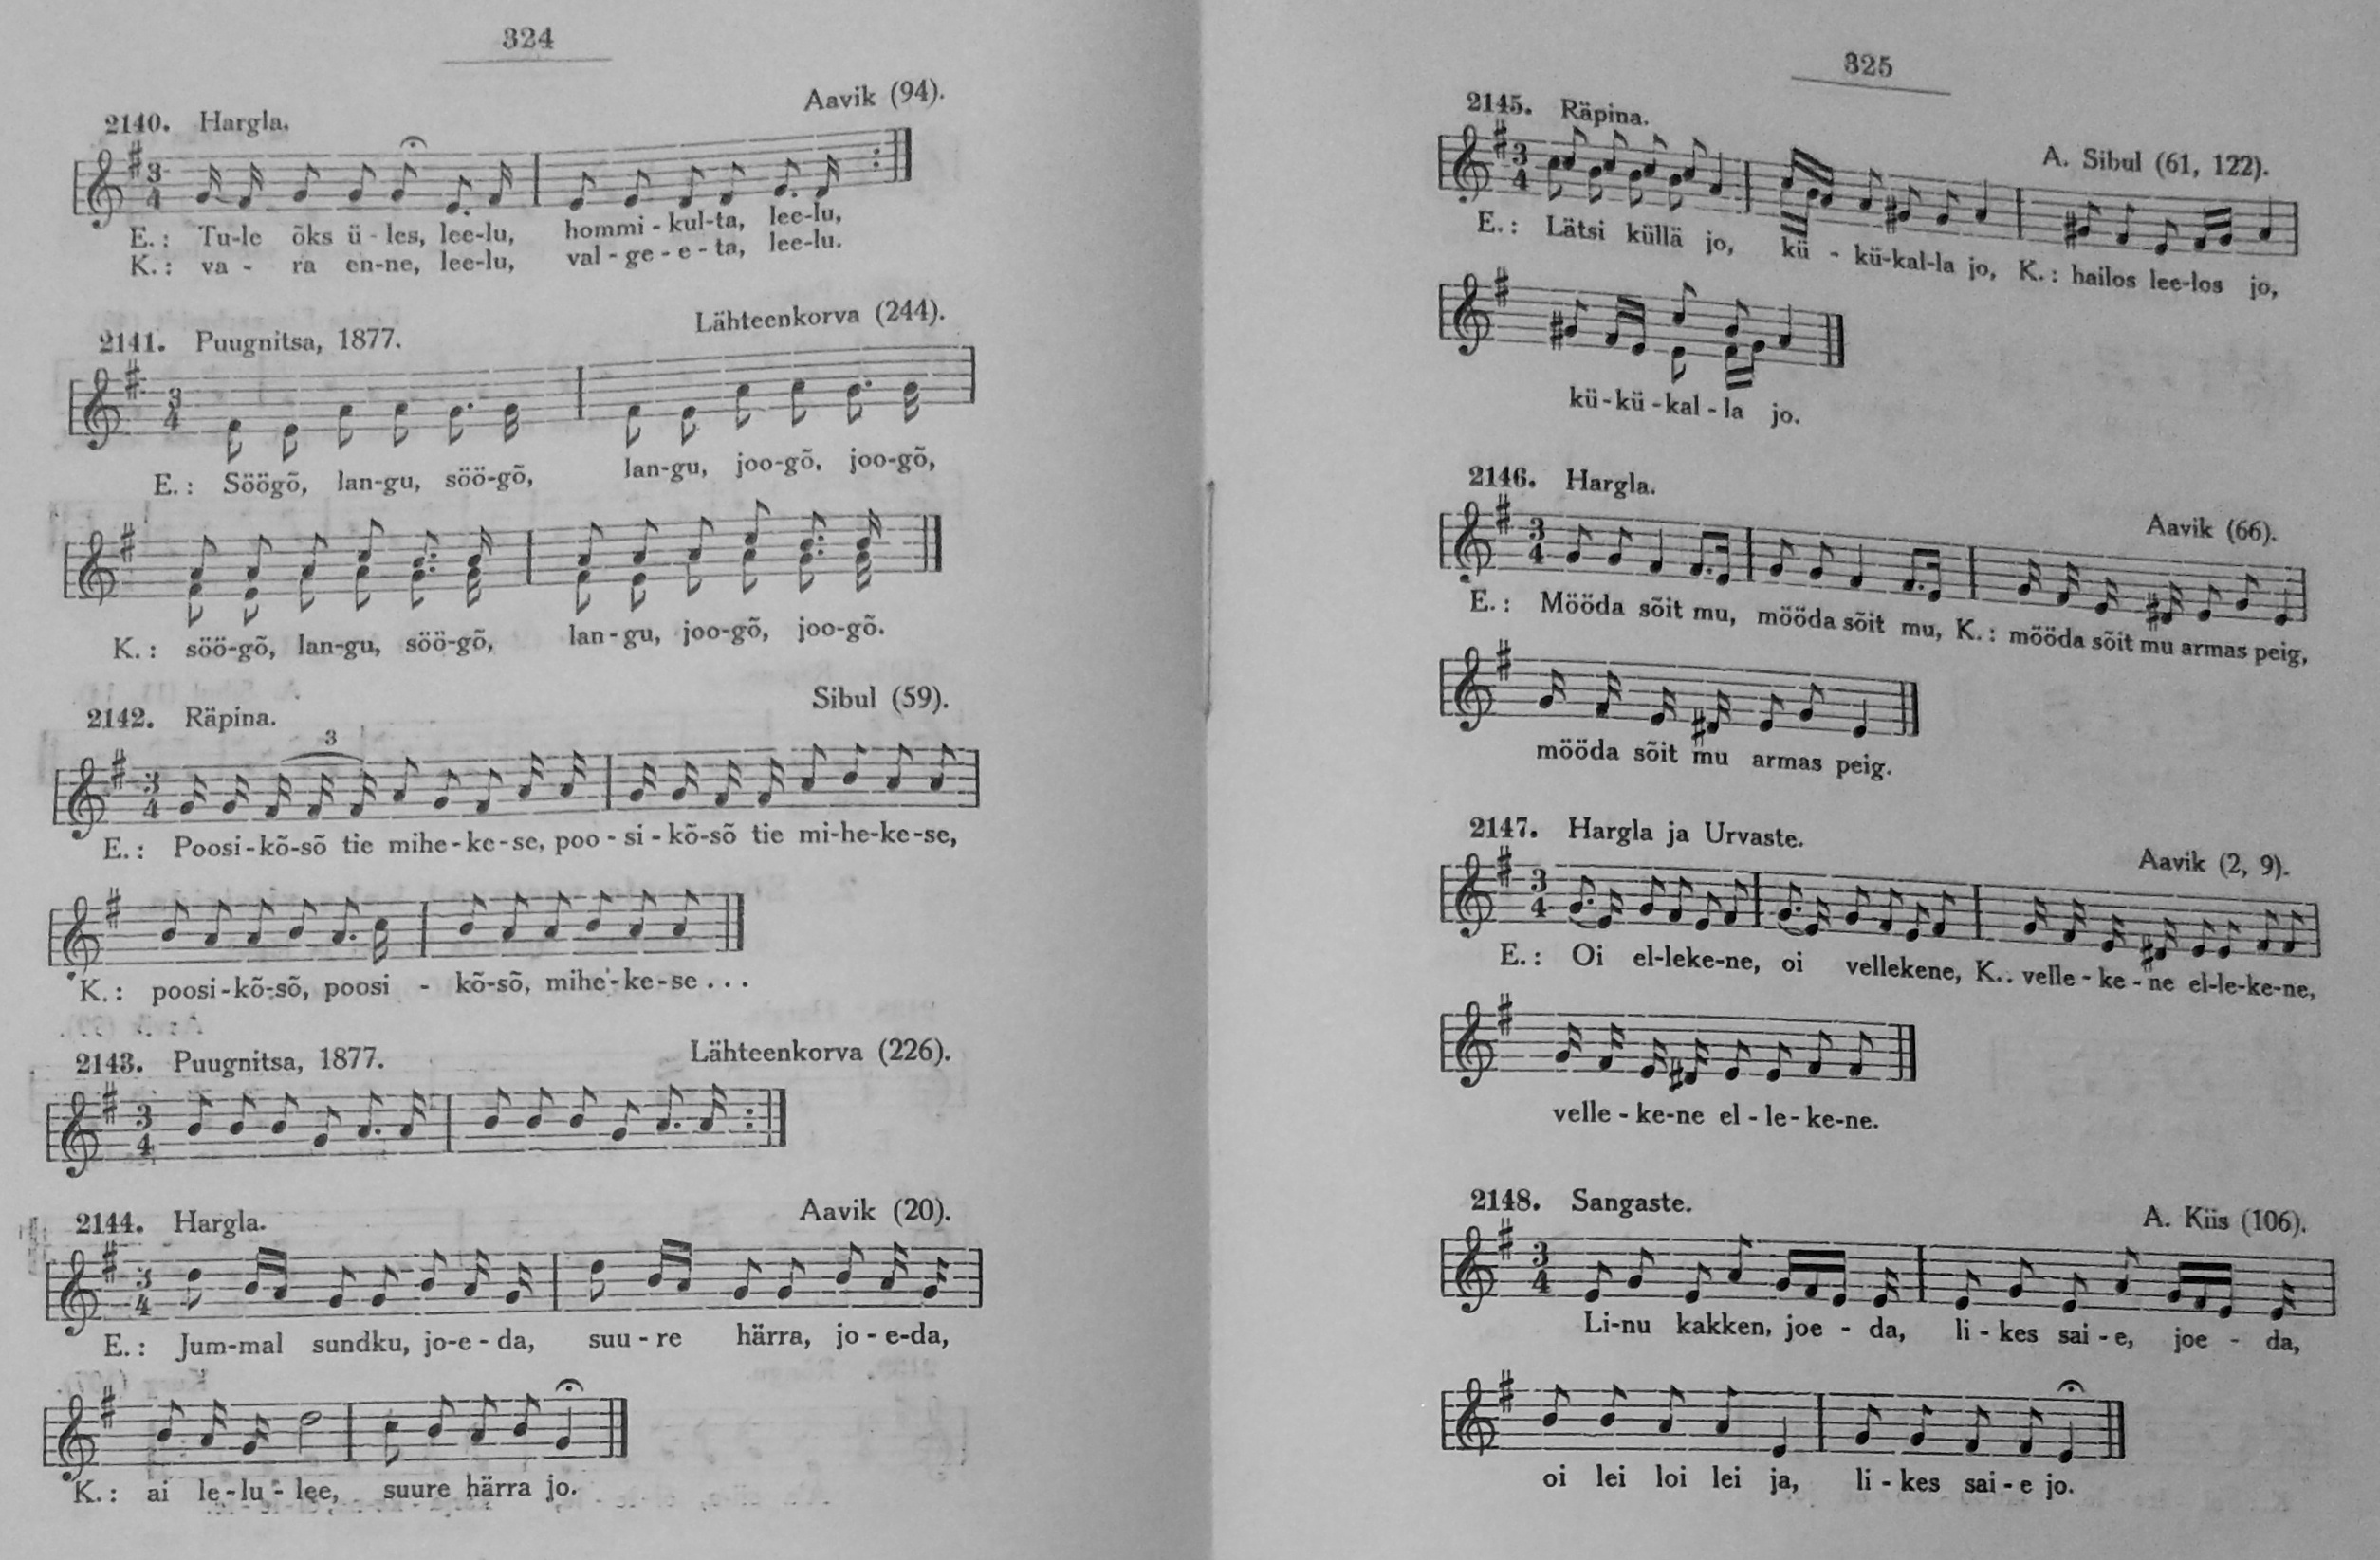 324
2140. Hargla. Aavik (94).
3/4
E.: Tu-le õks ü-les, lee-lu, hommi-kul-ta, lee-lu,
K.: va- ra en-ne, lee-lu, val-ge-e-ta, lee-lu.
2141. Puugnitsa, 1877. Lähteenkorva (244).
3/4
E.: Söögõ, lan-gu, söö-gõ, lan-gu, joo-gõ, joo-gõ,
K.: söö-gõ, lan-gu, söö-gõ, lan-gu, joo-gõ, joo-gõ.
2142. Räpina. Sibul (59).
3
3/4
E.: Poosi-kõ-sõ tie mihe-ke-se, poo-si-kõ-sõ tie mi-he-ke-se,
K.: poosi-kõ-sõ, poosi - kõ-sõ, mihe-ke-se...
2143. Puugnitsa, 1877. Lähteenkorva (226).
3/4
2144. Hargla. Aavik (20).
3/4
E.: Jum-mal sundku, jo-e-da, suu-re härra, jo-e-da,
K.: ai le-lu-lee, suure härra jo.
325
2145. Räpina. A. Sibul (61, 122).
3/4
E.: Lätsi küllä jo, kü - kü-kal-la jo, K.: hailos lee-los jo,
kü-kü-kal-la jo.
2146. Hargla. Aavik (66).
3/4
E.: Mööda sõit mu, mööda sõit mu, K.: mööda sõit mu armas peig,
mööda sõit mu armas peig.
2147. Hargla ja Urvaste. Aavik (2, 9).
3/4
E.: Oi el-leke-ne, oi vellekene, K.. velle-ke-ne el-le-ke-ne,
velle-ke-ne el-le-ke-ne.
2148. Sangaste. A. Kiis (106).
3/4
Li-nu kakken, joe - da, li-kes sai-e, joe - da,
oi lei loi lei ja, li-kes sai-e jo.